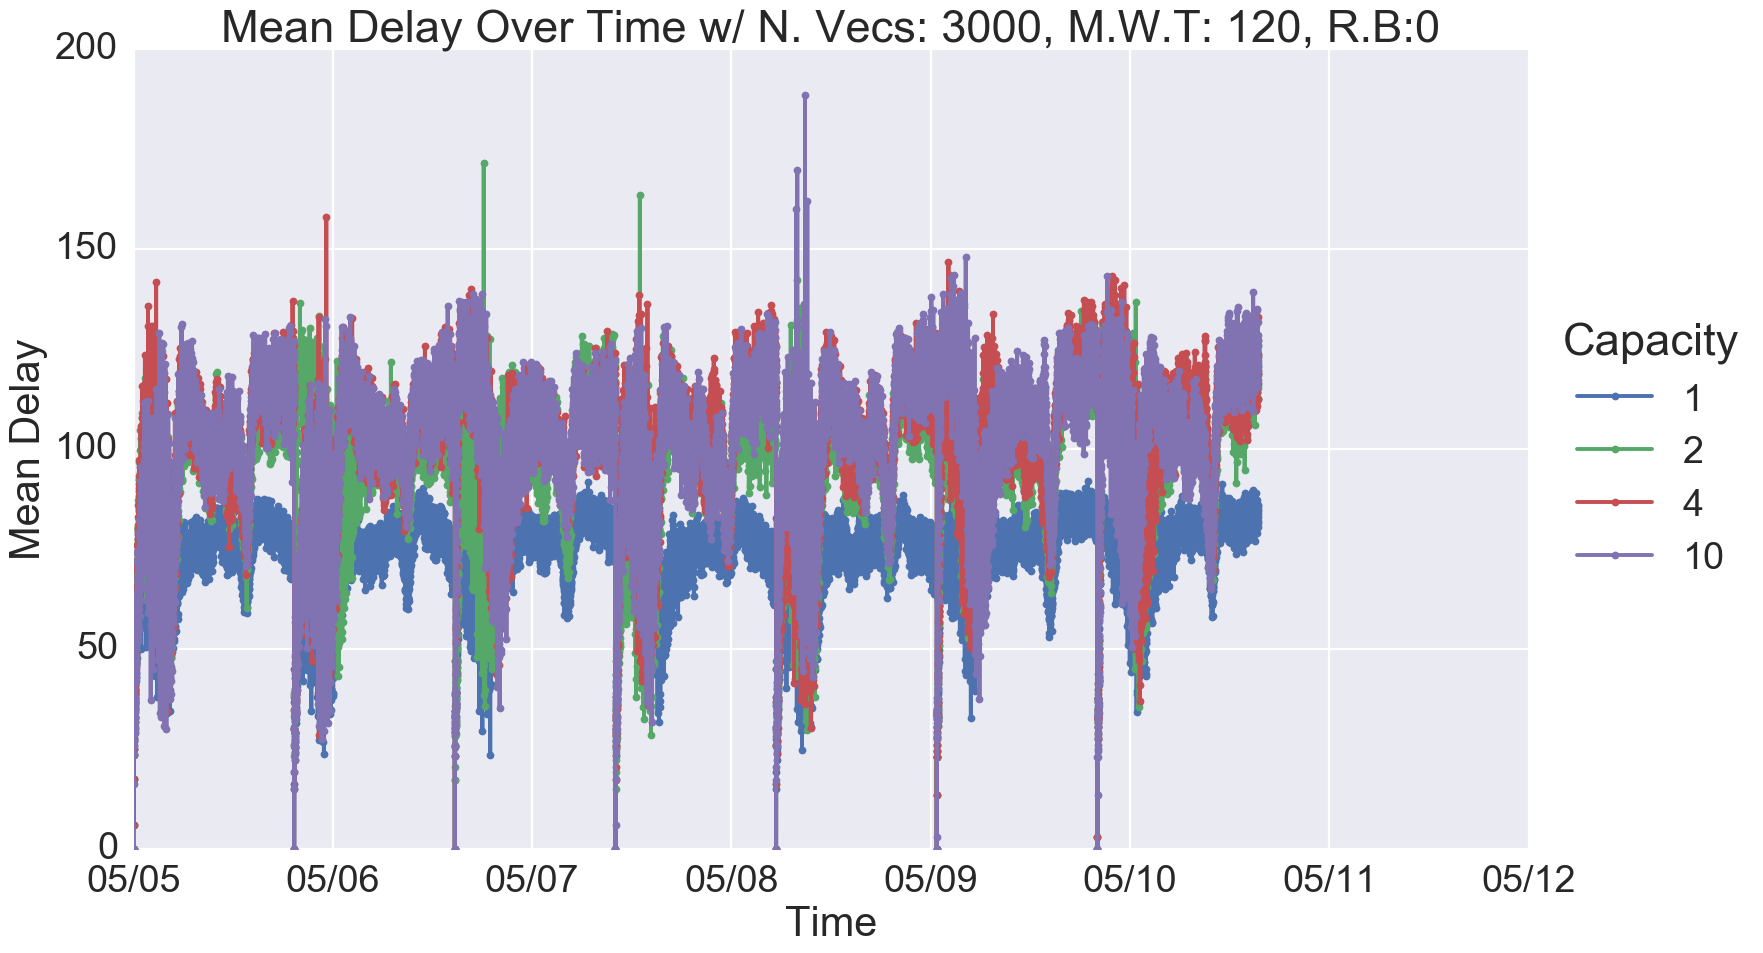 Mean Delay Over Time w/ N. Vecs: 3000, M.W.T: 120, R.B:0
200
150
100
50
0
Mean Delay
05/05 05/06 05/07 05/08 05/09 05/10 05/11 05/12
Time
Capacity
1
2
4
10